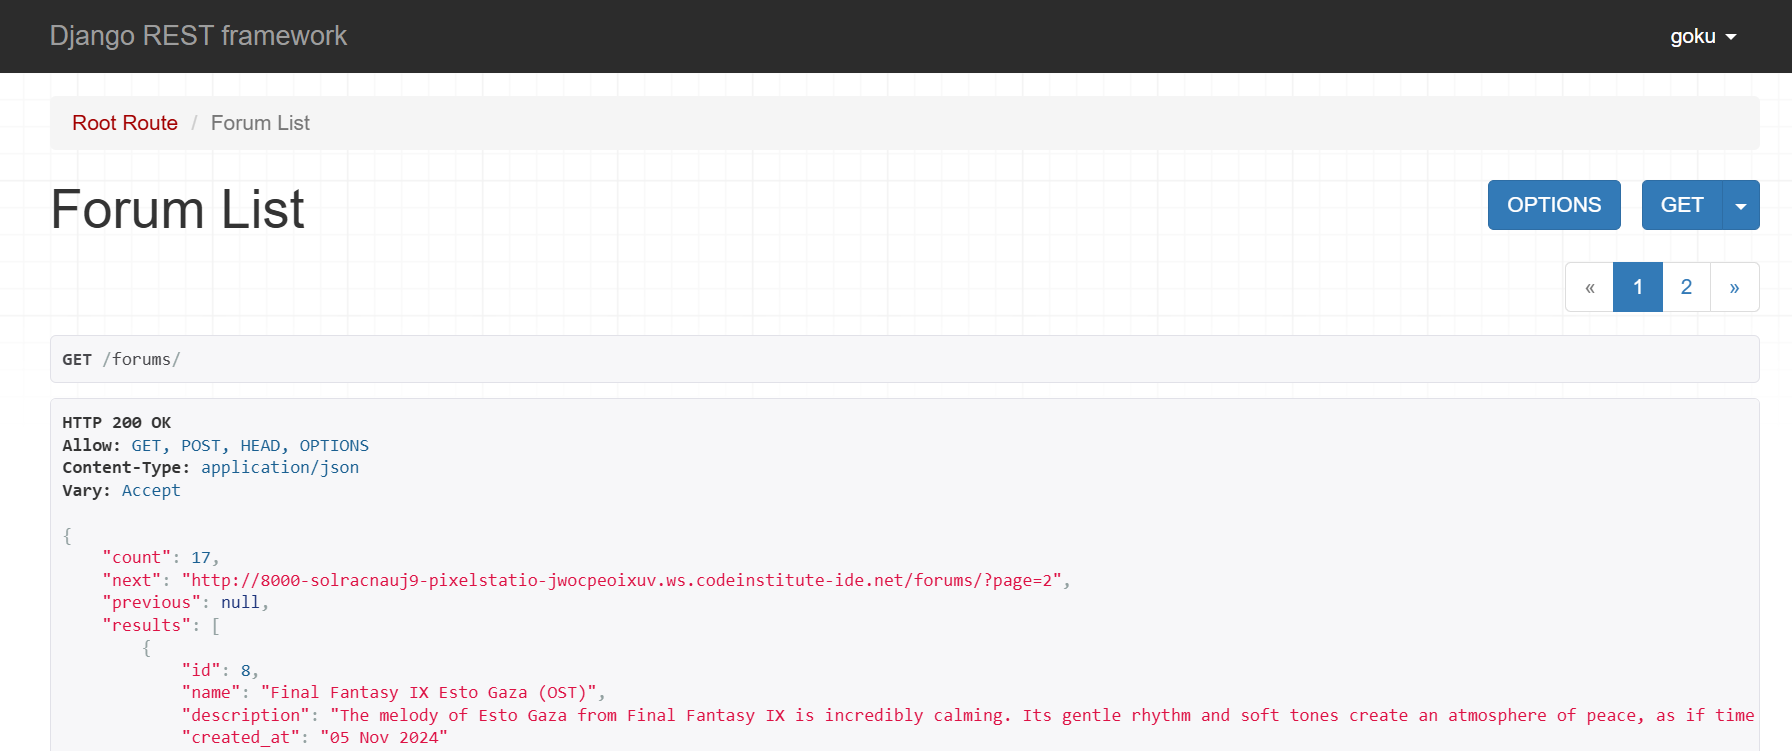 Django REST framework
goku
Root Route / Forum List
Forum List
OPTIONS
GET
« 1 2 »
GET /forums/
HTTP 200 OK
Allow: GET, POST, HEAD, OPTIONS
Content-Type: application/json
Vary: Accept
{
    "count": 17,
    "next": "http://8000-solracnauj9-pixelstatio-jwocpeoixuv.ws.codeinstitute-ide.net/forums/?page=2",
    "previous": null,
    "results": [
        {
            "id": 8,
            "name": "Final Fantasy IX Esto Gaza (OST)",
            "description": "The melody of Esto Gaza from Final Fantasy IX is incredibly calming. Its gentle rhythm and soft tones create an atmosphere of peace, as if time
            "created_at": "05 Nov 2024"